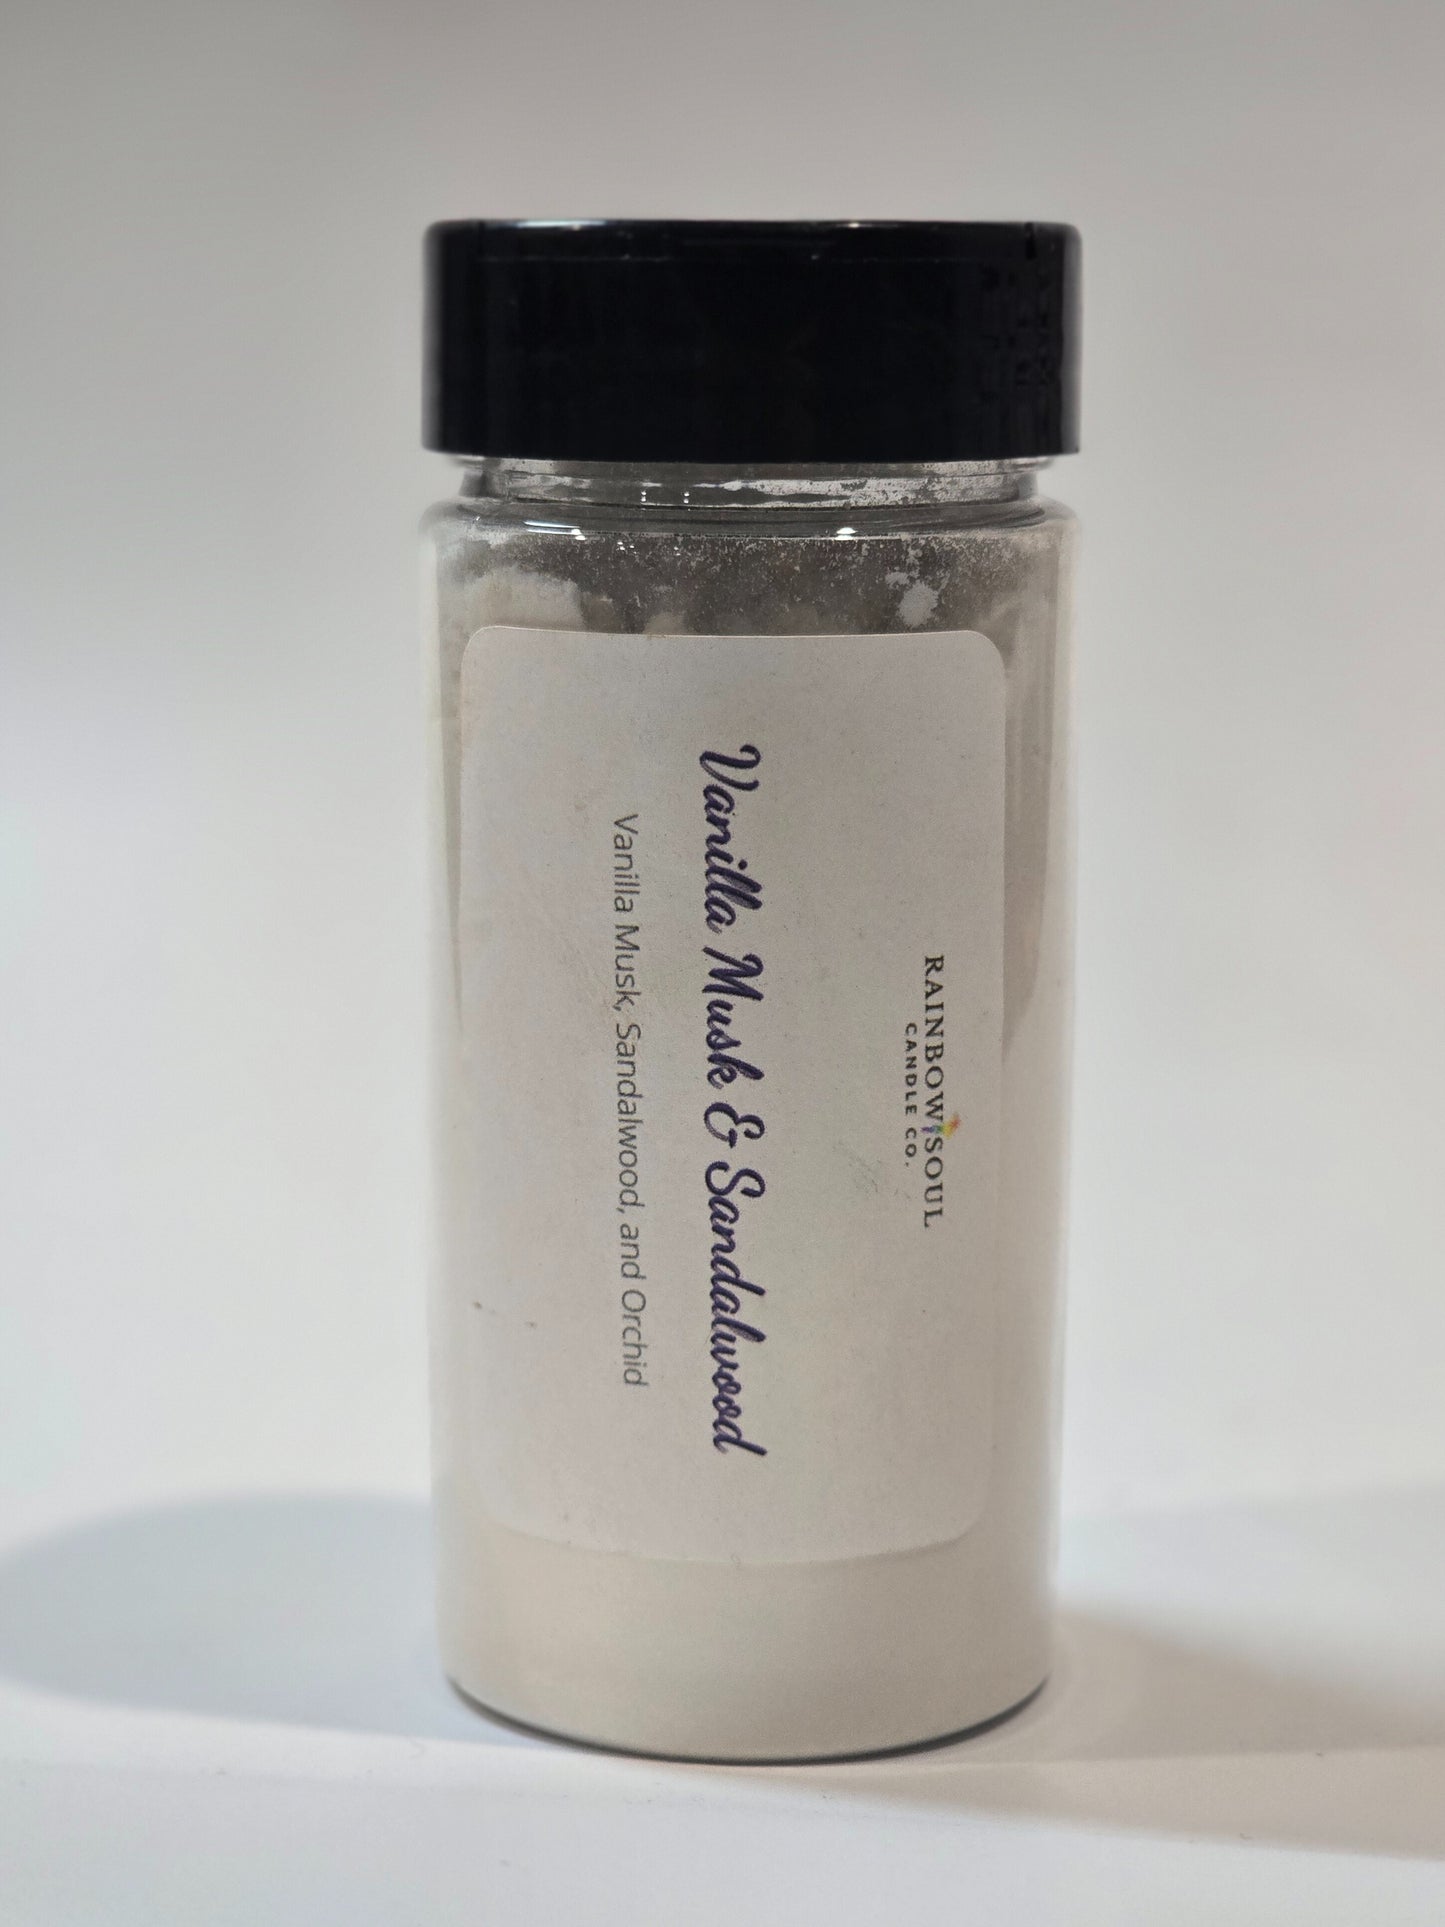 RAINBOW SOUL
CANDLE CO.
Vanilla Musk & Sandalwood
Vanilla Musk, Sandalwood, and Orchid